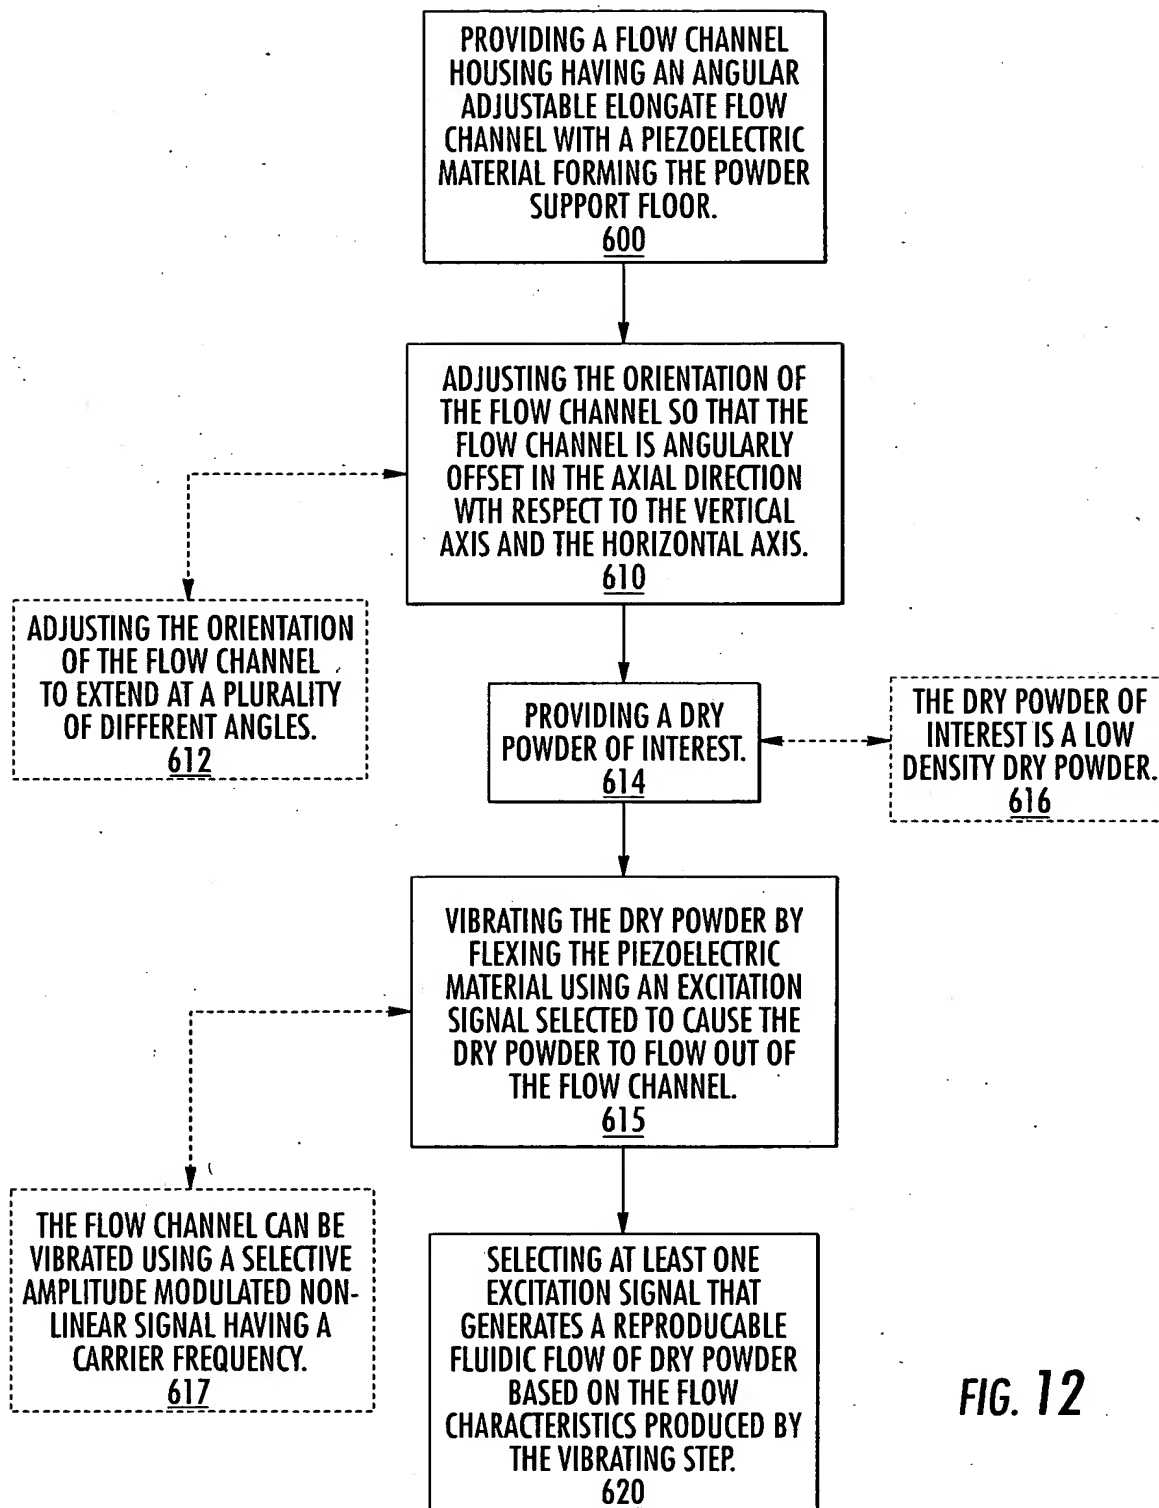 PROVIDING A FLOW CHANNEL
HOUSING HAVING AN ANGULAR
ADJUSTABLE ELONGATE FLOW
CHANNEL WITH A PIEZOELECTRIC
MATERIAL FORMING THE POWDER
SUPPORT FLOOR.
600
ADJUSTING THE ORIENTATION OF
THE FLOW CHANNEL SO THAT THE
FLOW CHANNEL IS ANGULARLY
OFFSET IN THE AXIAL DIRECTION
WTH RESPECT TO THE VERTICAL
AXIS AND THE HORIZONTAL AXIS.
610
ADJUSTING THE ORIENTATION
OF THE FLOW CHANNEL
TO EXTEND AT A PLURALITY
OF DIFFERENT ANGLES.
612
PROVIDING A DRY
POWDER OF INTEREST.
614
THE DRY POWDER OF
INTEREST IS A LOW
DENSITY DRY POWDER.
616
VIBRATING THE DRY POWDER BY
FLEXING THE PIEZOELECTRIC
MATERIAL USING AN EXCITATION
SIGNAL SELECTED TO CAUSE THE
DRY POWDER TO FLOW OUT OF
THE FLOW CHANNEL.
615
THE FLOW CHANNEL CAN BE
VIBRATED USING A SELECTIVE
AMPLITUDE MODULATED NON-
LINEAR SIGNAL HAVING A
CARRIER FREQUENCY.
617
SELECTING AT LEAST ONE
EXCITATION SIGNAL THAT
GENERATES A REPRODUCABLE
FLUIDIC FLOW OF DRY POWDER
BASED ON THE FLOW
CHARACTERISTICS PRODUCED BY
THE VIBRATING STEP.
620
FIG. 12